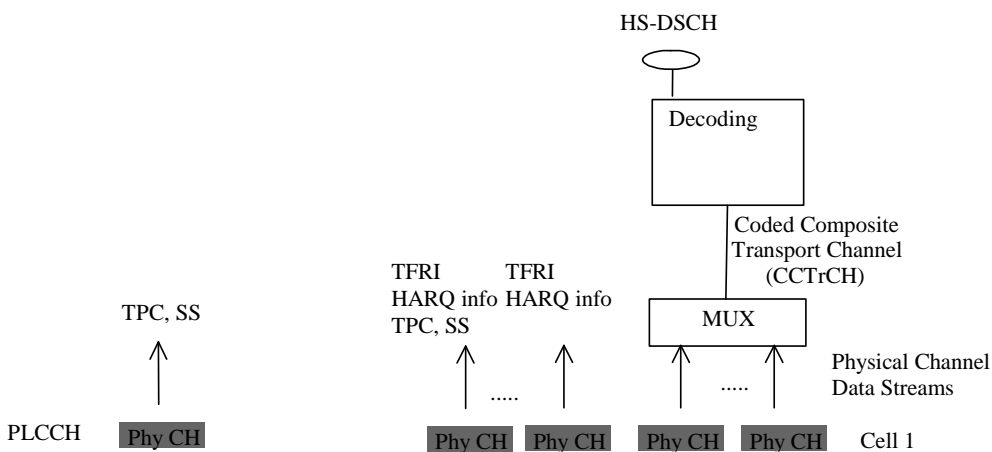 HS-DSCH
Decoding
Coded Composite
Transport Channel
(CCTrCH)
TFRI
HARQ info
TPC, SS
TFRI
HARQ info
TPC, SS
MUX
Physical Channel
Data Streams
.....
.....
PLCCH
Phy CH
Phy CH
Phy CH
Phy CH
Phy CH
Cell 1